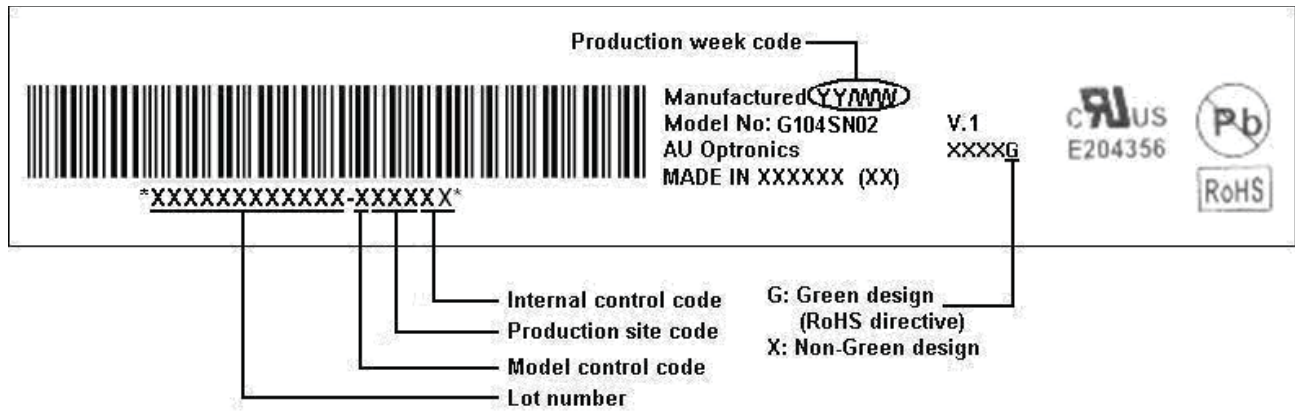 Production week code
Manufactured YY/WW
Model No: G104SN02 V.1
AU Optronics XXXXG
MADE IN XXXXXX (XX)
*XXXXXXXXXXXX-XXXXXX*
C RU US
E204356
Pb
RoHS
Internal control code
Production site code
Model control code
Lot number
G: Green design
(RoHS directive)
X: Non-Green design